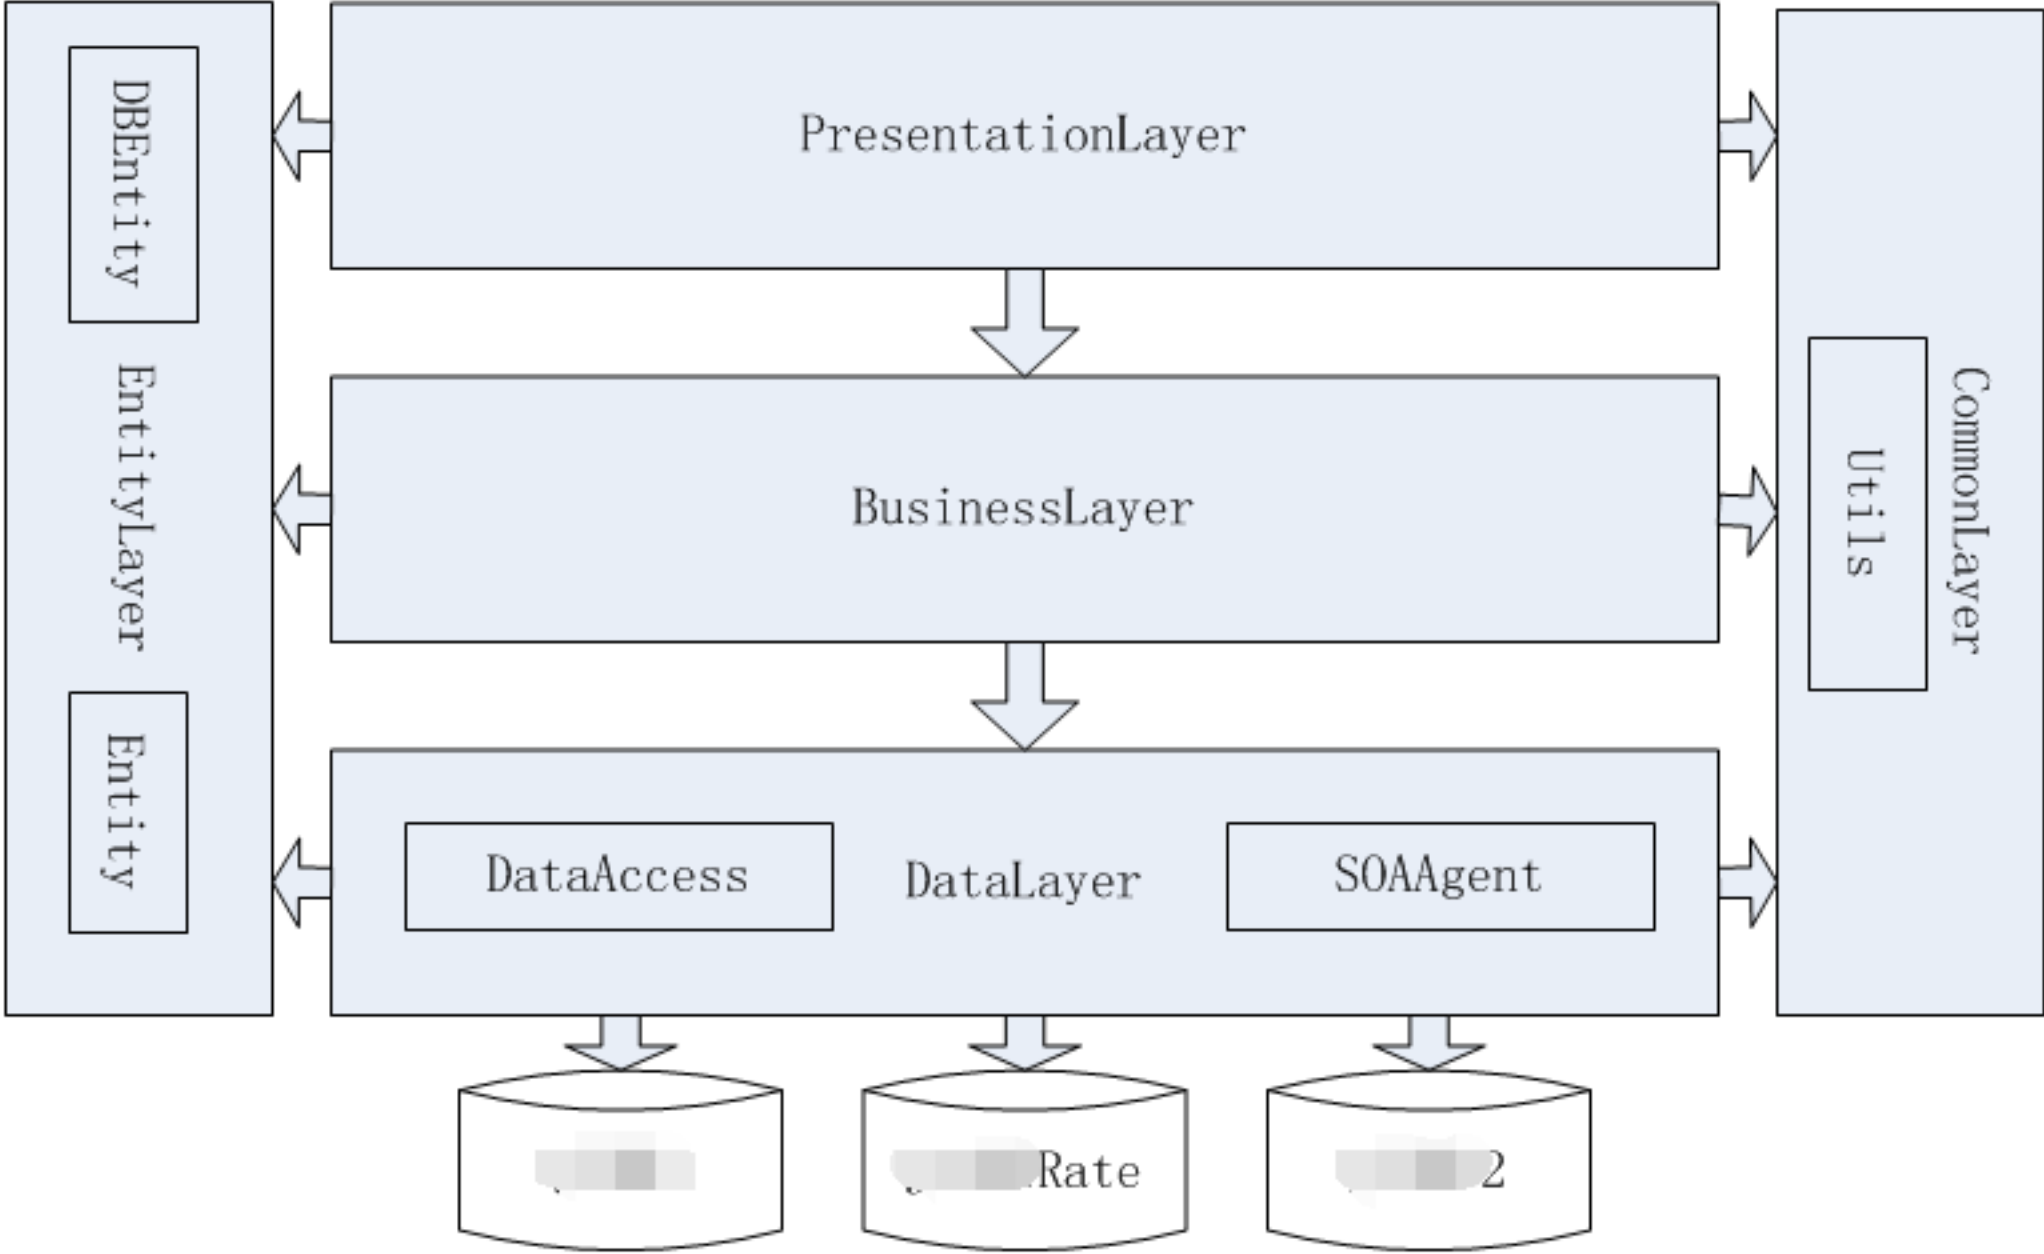 DBEntity
EntityLayer
Entity
PresentationLayer
BusinessLayer
DataAccess
DataLayer
SOAAgent
Utils
CommonLayer
Rate
2